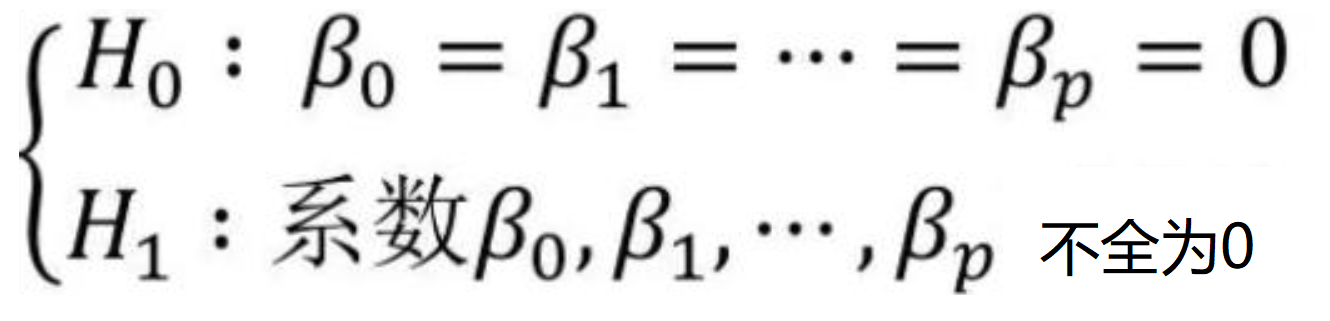 H₀: β₀ = β₁ = ⋯ = βₚ = 0
H₁: 系数β₀, β₁, ⋯, βₚ 不全为0